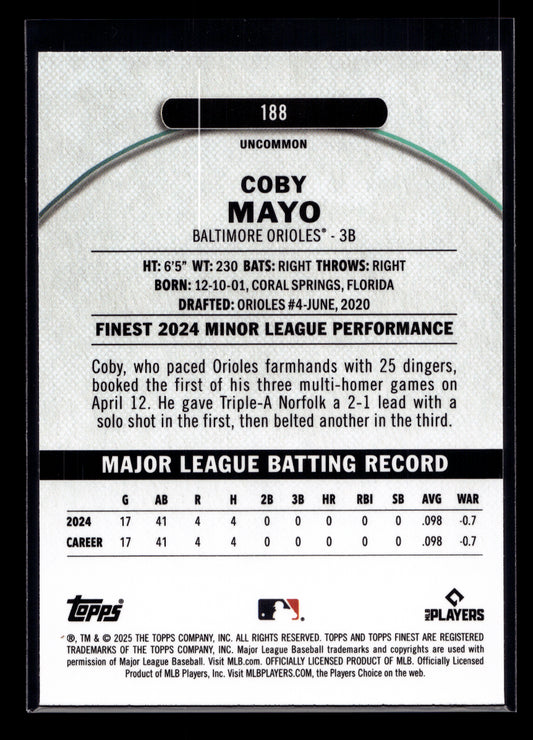 188
UNCOMMON
COBY
MAYO
BALTIMORE ORIOLES® - 3B
HT: 6'5" WT: 230 BATS: RIGHT THROWS: RIGHT
BORN: 12-10-01, CORAL SPRINGS, FLORIDA
DRAFTED: ORIOLES #4-JUNE, 2020
FINEST 2024 MINOR LEAGUE PERFORMANCE
Coby, who paced Orioles farmhands with 25 dingers,
booked the first of his three multi-homer games on
April 12. He gave Triple-A Norfolk a 2-1 lead with a
solo shot in the first, then belted another in the third.
MAJOR LEAGUE BATTING RECORD
G AB R H 2B 3B HR RBI SB AVG WAR
2024 17 41 4 4 0 0 0 0 0 .098 -0.7
CAREER 17 41 4 4 0 0 0 0 0 .098 -0.7
Topps®
MLB PLAYERS
®, TM & © 2025 THE TOPPS COMPANY, INC. ALL RIGHTS RESERVED. TOPPS AND TOPPS FINEST ARE REGISTERED
TRADEMARKS OF THE TOPPS COMPANY, INC. Major League Baseball trademarks and copyrights are used with
permission of Major League Baseball. Visit MLB.com. OFFICIALLY LICENSED PRODUCT OF MLB. Officially Licensed
Product of MLB Players, Inc. Visit MLBPLAYERS.COM, the Players Choice on the web.